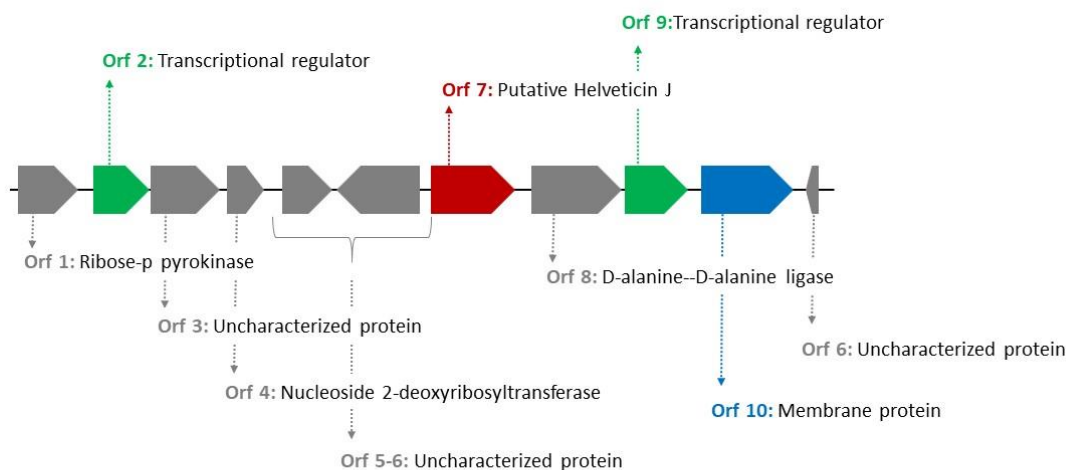 Orf 9:Transcriptional regulator
Orf 2: Transcriptional regulator
Orf 7: Putative Helveticin J
Orf 1: Ribose-p pyrokinase
Orf 8: D-alanine--D-alanine ligase
Orf 3: Uncharacterized protein
Orf 6: Uncharacterized protein
Orf 4: Nucleoside 2-deoxyribosyltransferase
Orf 10: Membrane protein
Orf 5-6: Uncharacterized protein